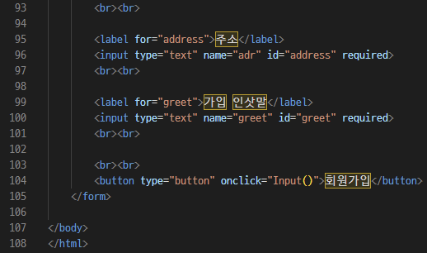 93 <br><br>
94
95 <label for="address">주소</label>
96 <input type="text" name="adr" id="address" required>
97 <br><br>
98
99 <label for="greet">가입 인삿말</label>
100 <input type="text" name="greet" id="greet" required>
101 <br><br>
102
103 <br><br>
104 <button type="button" onclick="Input()">회원가입</button>
105 </form>
106
107 </body>
108 </html>